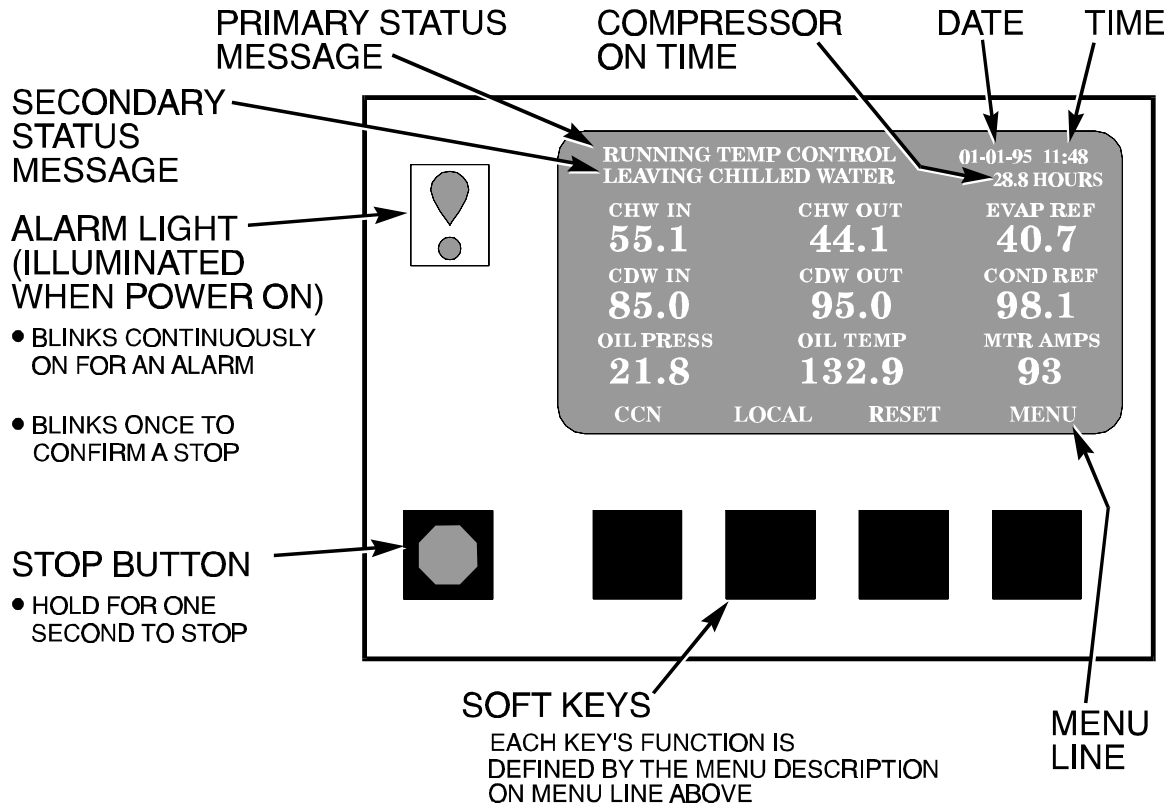 PRIMARY STATUS
MESSAGE
COMPRESSOR
ON TIME
DATE
TIME
SECONDARY
STATUS
MESSAGE
ALARM LIGHT
(ILLUMINATED
WHEN POWER ON)
• BLINKS CONTINUOUSLY
ON FOR AN ALARM
• BLINKS ONCE TO
CONFIRM A STOP
STOP BUTTON
• HOLD FOR ONE
SECOND TO STOP
RUNNING TEMP CONTROL 01-01-95 11:48
LEAVING CHILLED WATER 28.8 HOURS
CHW IN CHW OUT EVAP REF
55.1 44.1 40.7
CDW IN CDW OUT COND REF
85.0 95.0 98.1
OIL PRESS OIL TEMP MTR AMPS
21.8 132.9 93
CCN LOCAL RESET MENU
SOFT KEYS
EACH KEY'S FUNCTION IS
DEFINED BY THE MENU DESCRIPTION
ON MENU LINE ABOVE
MENU
LINE